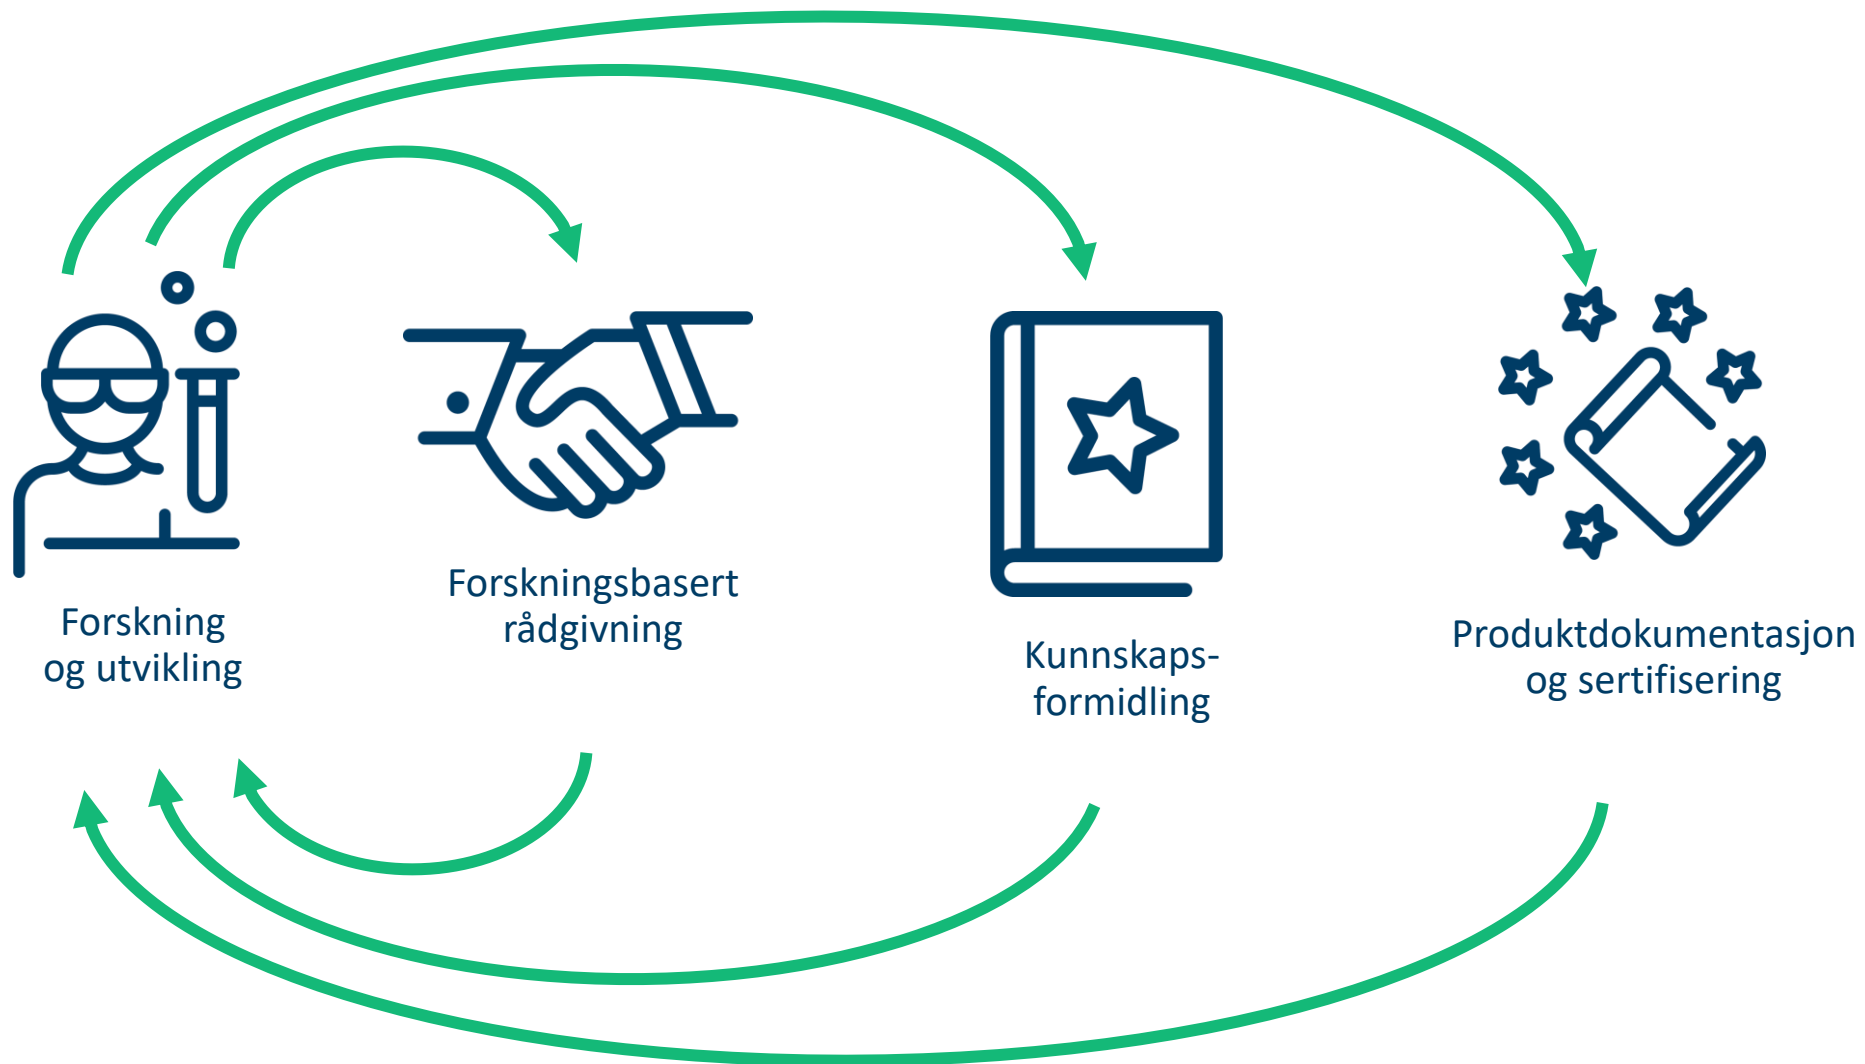 Forskning
og utvikling
Forskningsbasert
rådgivning
Kunnskaps-
formidling
Produktdokumentasjon
og sertifisering